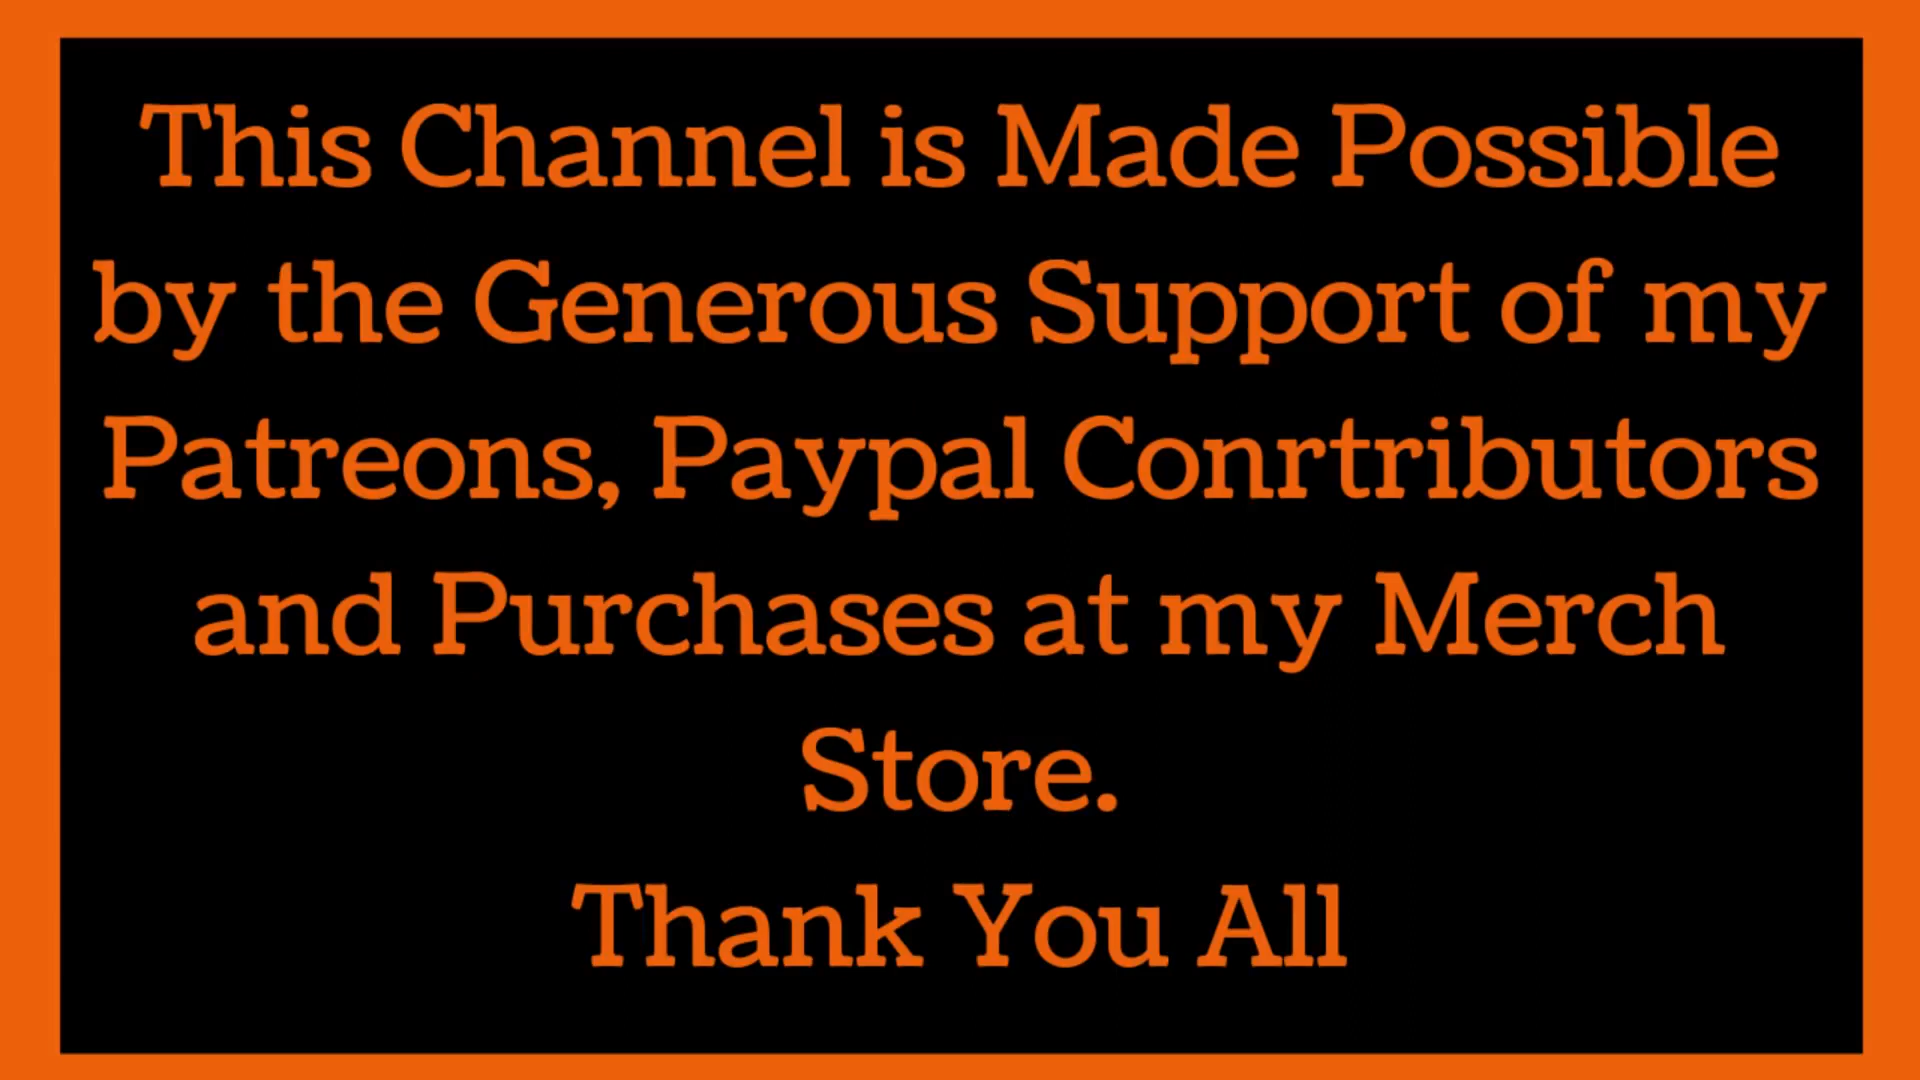 This Channel is Made Possible
by the Generous Support of my
Patreons, Paypal Conrtributors
and Purchases at my Merch
Store.
Thank You All